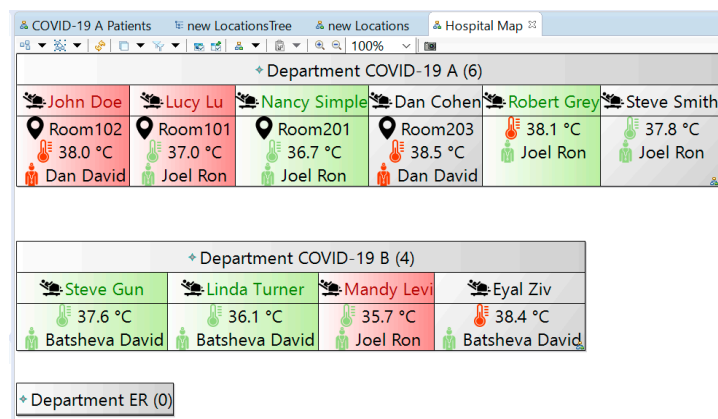 COVID-19 A Patients new LocationsTree new Locations Hospital Map
100%
Department COVID-19 A (6)
John Doe Lucy Lu Nancy Simple Dan Cohen Robert Grey Steve Smith
Room102 Room101 Room201 Room203 38.1 °C 37.8 °C
38.0 °C 37.0 °C 36.7 °C 38.5 °C Joel Ron Joel Ron
Dan David Joel Ron Joel Ron Dan David
Department COVID-19 B (4)
Steve Gun Linda Turner Mandy Levi Eyal Ziv
37.6 °C 36.1 °C 35.7 °C 38.4 °C
Batsheva David Batsheva David Joel Ron Batsheva David
Department ER (0)